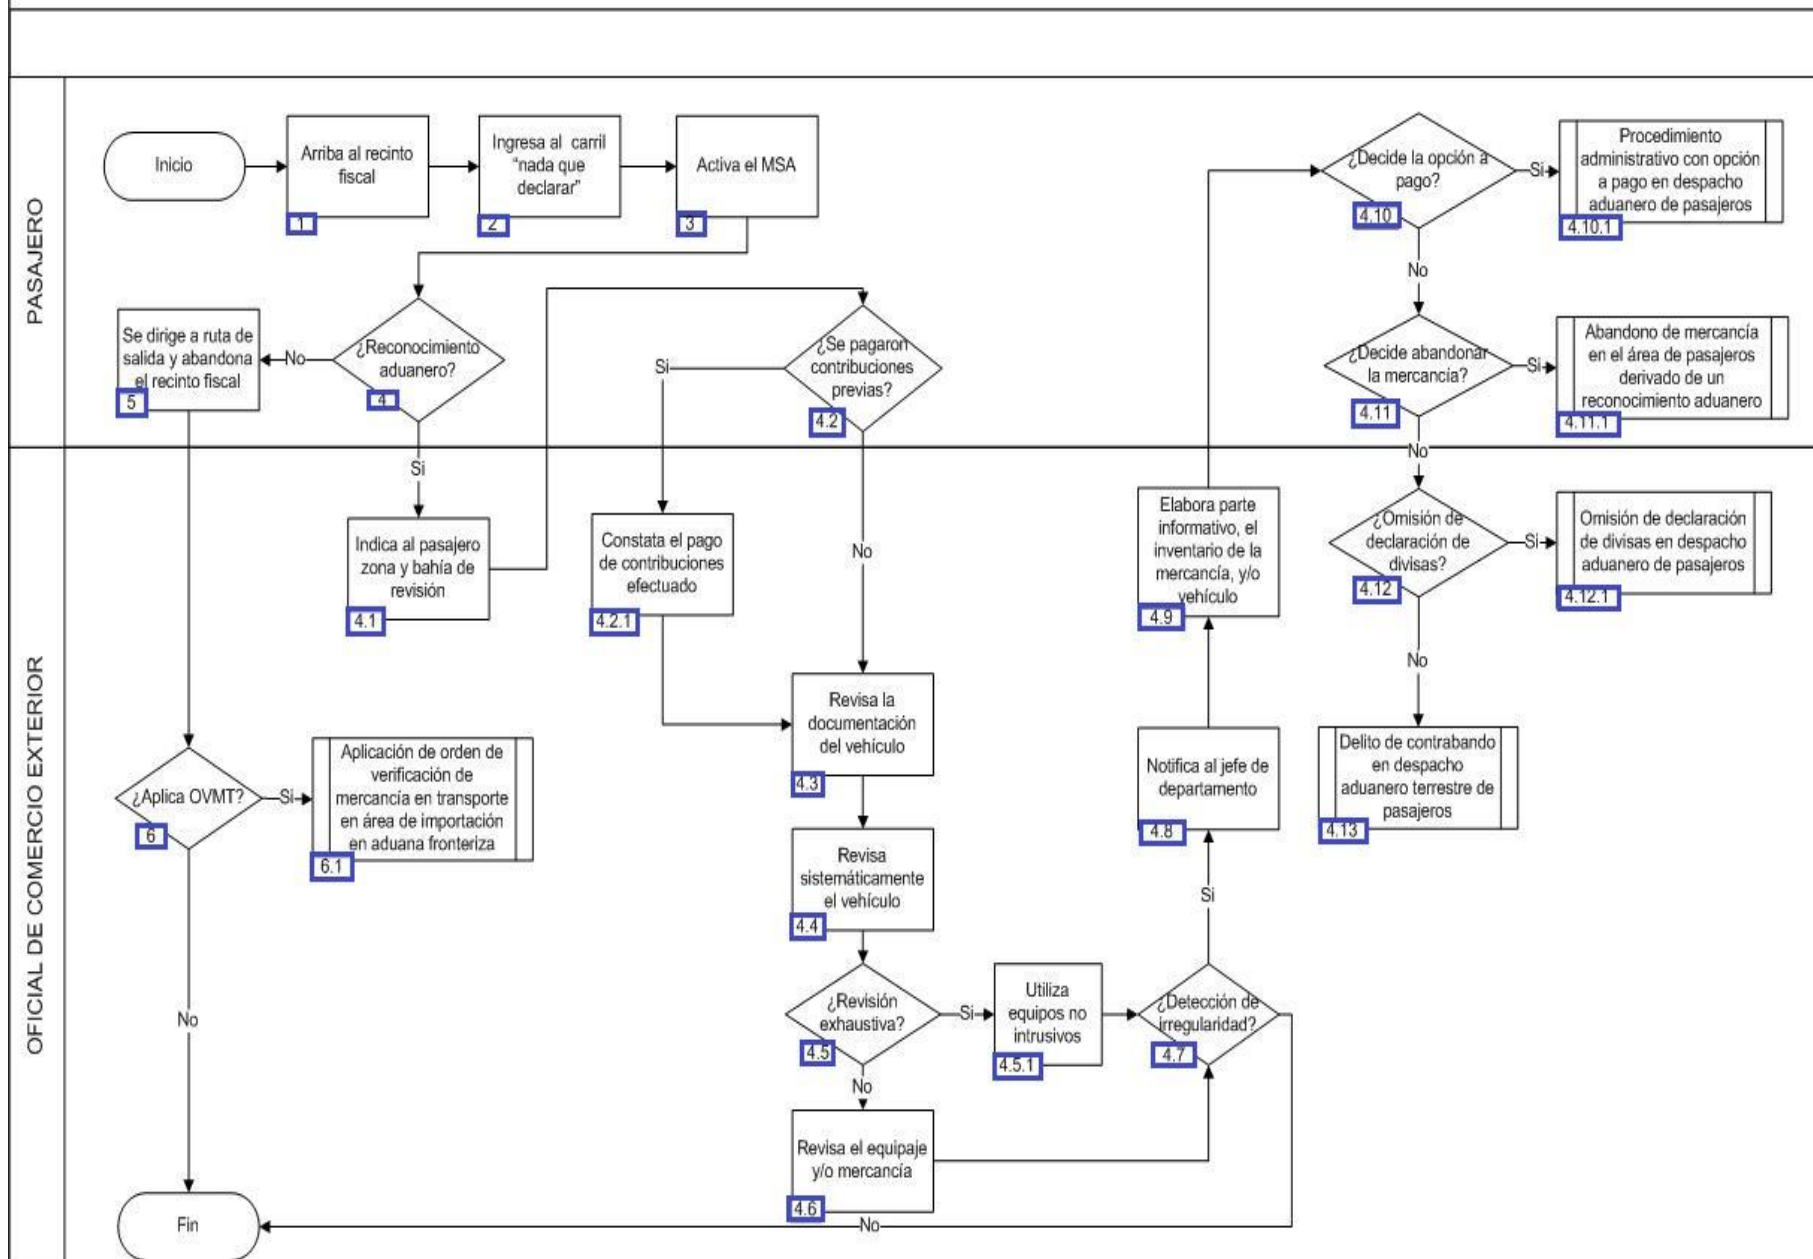 PASAJERO
Inicio
Arriba al recinto
fiscal
1
Ingresa al carril
“nada que
declarar”
2
Activa el MSA
3
¿Reconocimiento
aduanero?
4
No
Se dirige a ruta de
salida y abandona
el recinto fiscal
5
Si
¿Se pagaron
contribuciones
previas?
4.2
Si
No
¿Decide la opción a
pago?
4.10
Si
Procedimiento
administrativo con opción
a pago en despacho
aduanero de pasajeros
4.10.1
No
¿Decide abandonar
la mercancía?
4.11
Si
Abandono de mercancía
en el área de pasajeros
derivado de un
reconocimiento aduanero
4.11.1
No
OFICIAL DE COMERCIO EXTERIOR
Indica al pasajero
zona y bahía de
revisión
4.1
Constata el pago
de contribuciones
efectuado
4.2.1
Revisa la
documentación
del vehículo
4.3
Revisa
sistemáticamente
el vehículo
4.4
¿Revisión
exhaustiva?
4.5
Si
Utiliza
equipos no
intrusivos
4.5.1
No
Revisa el equipaje
y/o mercancía
4.6
¿Detección de
irregularidad?
4.7
Si
No
Notifica al jefe de
departamento
4.8
Elabora parte
informativo, el
inventario de la
mercancía, y/o
vehículo
4.9
¿Omisión de
declaración de
divisas?
4.12
Si
Omisión de declaración
de divisas en despacho
aduanero de pasajeros
4.12.1
No
Delito de contrabando
en despacho
aduanero terrestre de
pasajeros
4.13
¿Aplica OVMT?
6
Si
Aplicación de orden de
verificación de
mercancía en transporte
en área de importación
en aduana fronteriza
6.1
No
Fin